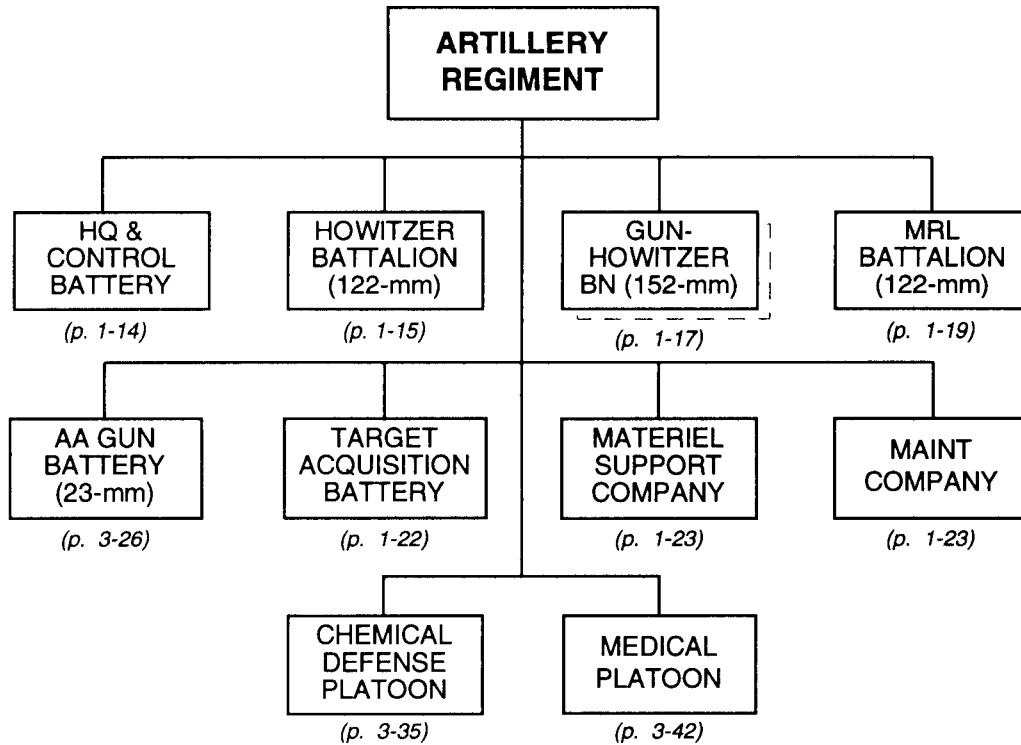 ARTILLERY
REGIMENT
HQ &
CONTROL
BATTERY
(p. 1-14)
HOWITZER
BATTALION
(122-mm)
(p. 1-15)
GUN-
HOWITZER
BN (152-mm)
(p. 1-17)
MRL
BATTALION
(122-mm)
(p. 1-19)
AA GUN
BATTERY
(23-mm)
(p. 3-26)
TARGET
ACQUISITION
BATTERY
(p. 1-22)
MATERIEL
SUPPORT
COMPANY
(p. 1-23)
MAINT
COMPANY
(p. 1-23)
CHEMICAL
DEFENSE
PLATOON
(p. 3-35)
MEDICAL
PLATOON
(p. 3-42)